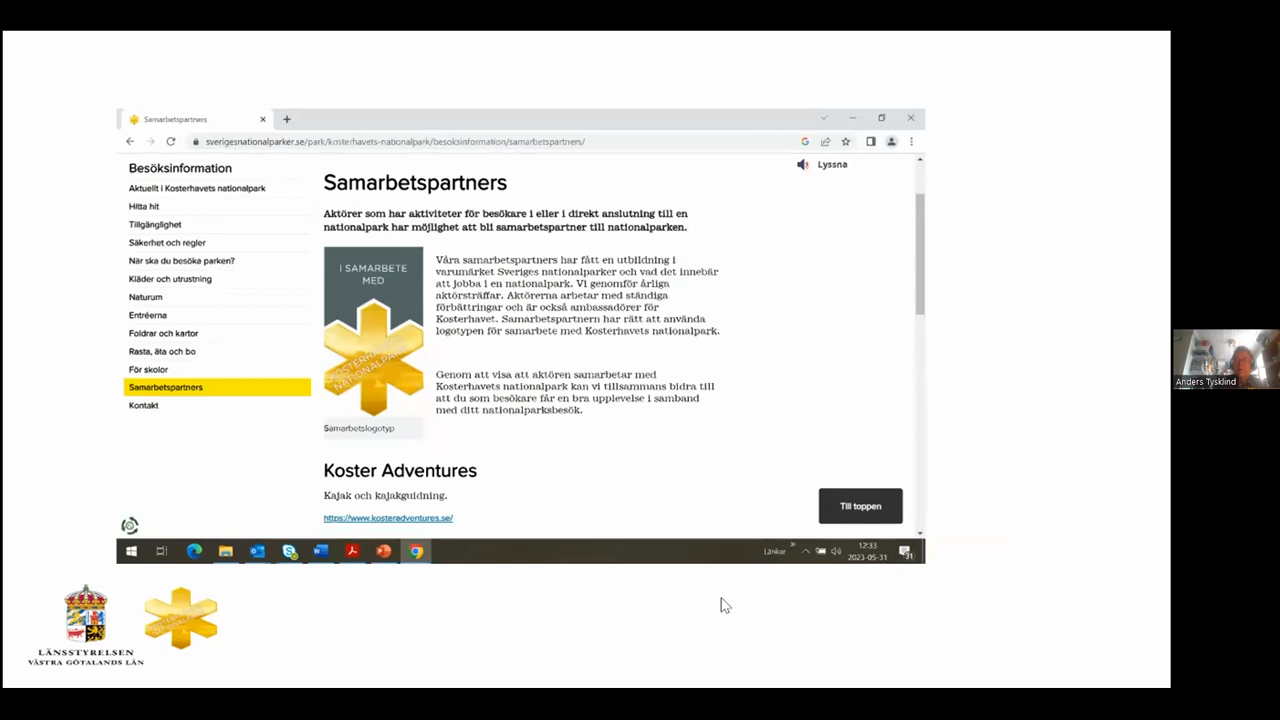 Samarbetspartners
sverigesnationalparker.se/park/kosterhavets-nationalpark/besoksinformation/samarbetspartners/
Besöksinformation
Aktuellt i Kosterhavets nationalpark
Hitta hit
Tillgänglighet
Säkerhet och regler
När ska du besöka parken?
Kläder och utrustning
Naturum
Entréerna
Foldrar och kartor
Rasta, äta och bo
För skolor
Samarbetspartners
Kontakt
Lyssna
Samarbetspartners
Aktörer som har aktiviteter för besökare i eller i direkt anslutning till en
nationalpark har möjlighet att bli samarbetspartner till nationalparken.
I SAMARBETE
MED
KOSTERHAVETS
NATIONALPARK
Samarbetslogotyp
Våra samarbetspartners har fått en utbildning i
varumärket Sveriges nationalparker och vad det innebär
att jobba i en nationalpark. Vi genomför årliga
aktörsträffar. Aktörerna arbetar med ständiga
förbättringar och är också ambassadörer för
Kosterhavet. Samarbetspartnern har rätt att använda
logotypen för samarbete med Kosterhavets nationalpark.
Genom att visa att aktören samarbetar med
Kosterhavets nationalpark kan vi tillsammans bidra till
att du som besökare får en bra upplevelse i samband
med ditt nationalparksbesök.
Koster Adventures
Kajak och kajakguidning.
https://www.kosteradventures.se/
Till toppen
Länkar
12:33
2023-05-31
31
Anders Tysklind
LÄNSSTYRELSEN
VÄSTRA GÖTALANDS LÄN